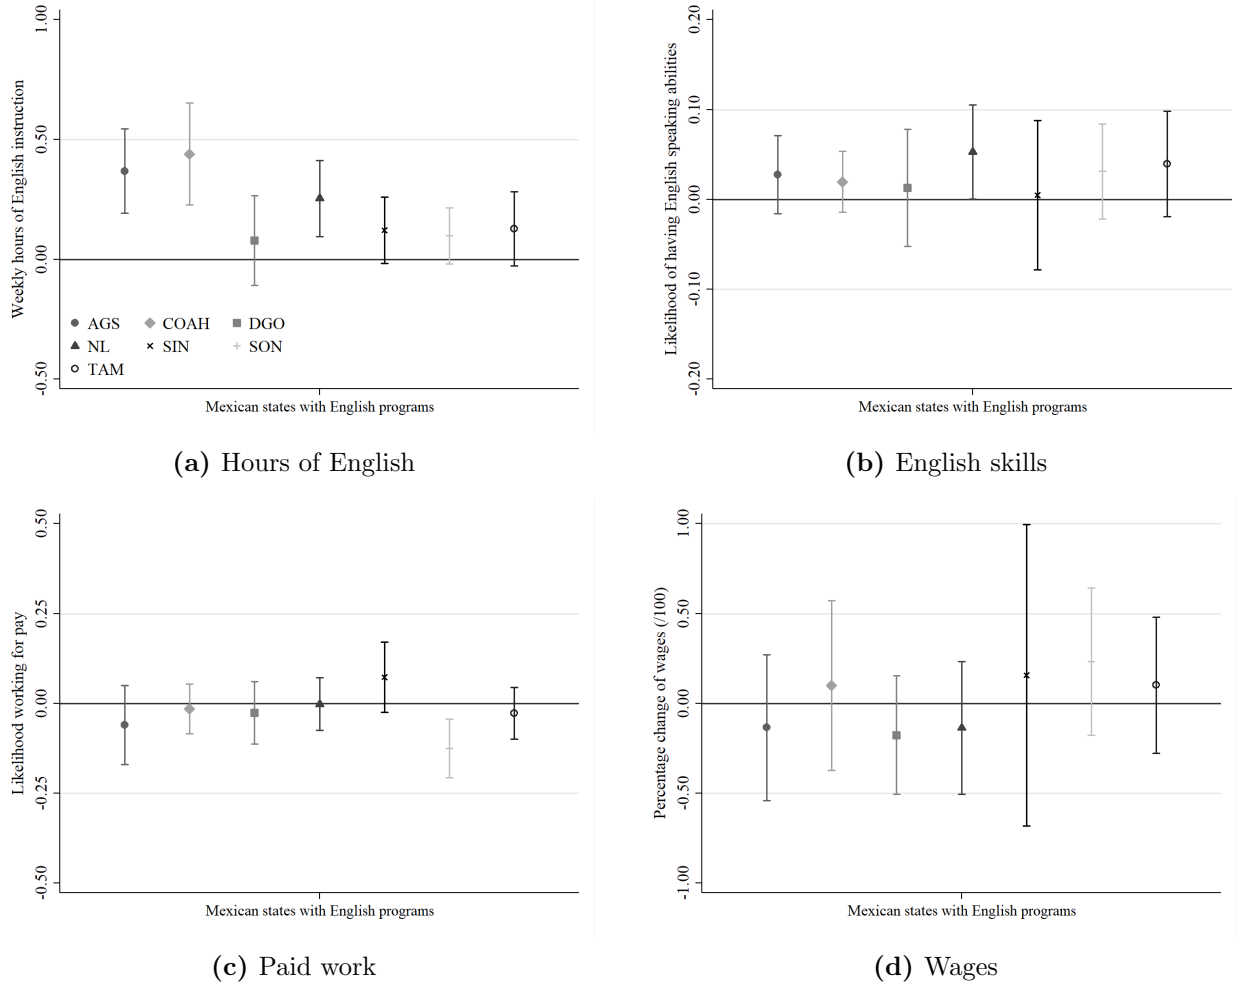 1.00
0.50
0.00
-0.50
Weekly hours of English instruction
AGS COAH DGO
NL SIN SON
TAM
Mexican states with English programs
(a) Hours of English
0.20
0.10
0.00
-0.10
-0.20
Likelihood of having English speaking abilities
Mexican states with English programs
(b) English skills
0.50
0.25
0.00
-0.25
-0.50
Likelihood working for pay
Mexican states with English programs
(c) Paid work
1.00
0.50
0.00
-0.50
-1.00
Percentage change of wages (/100)
Mexican states with English programs
(d) Wages